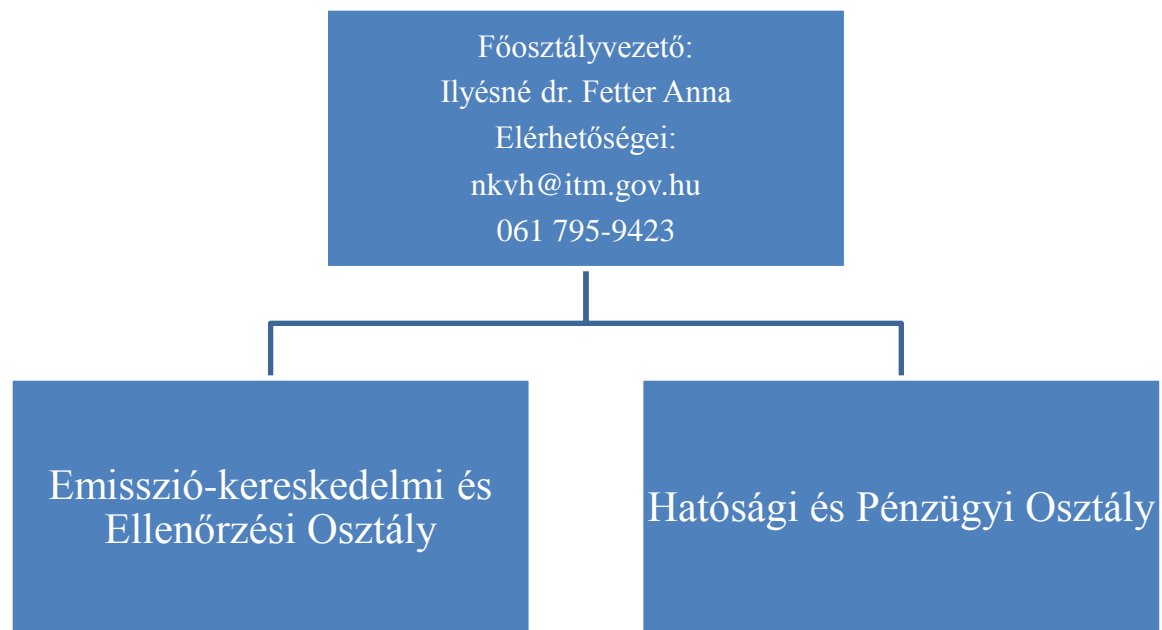 Főosztályvezető:
Ilyésné dr. Fetter Anna
Elérhetőségei:
nkvh@itm.gov.hu
061 795-9423
Emisszió-kereskedelmi és
Ellenőrzési Osztály
Hatósági és Pénzügyi Osztály